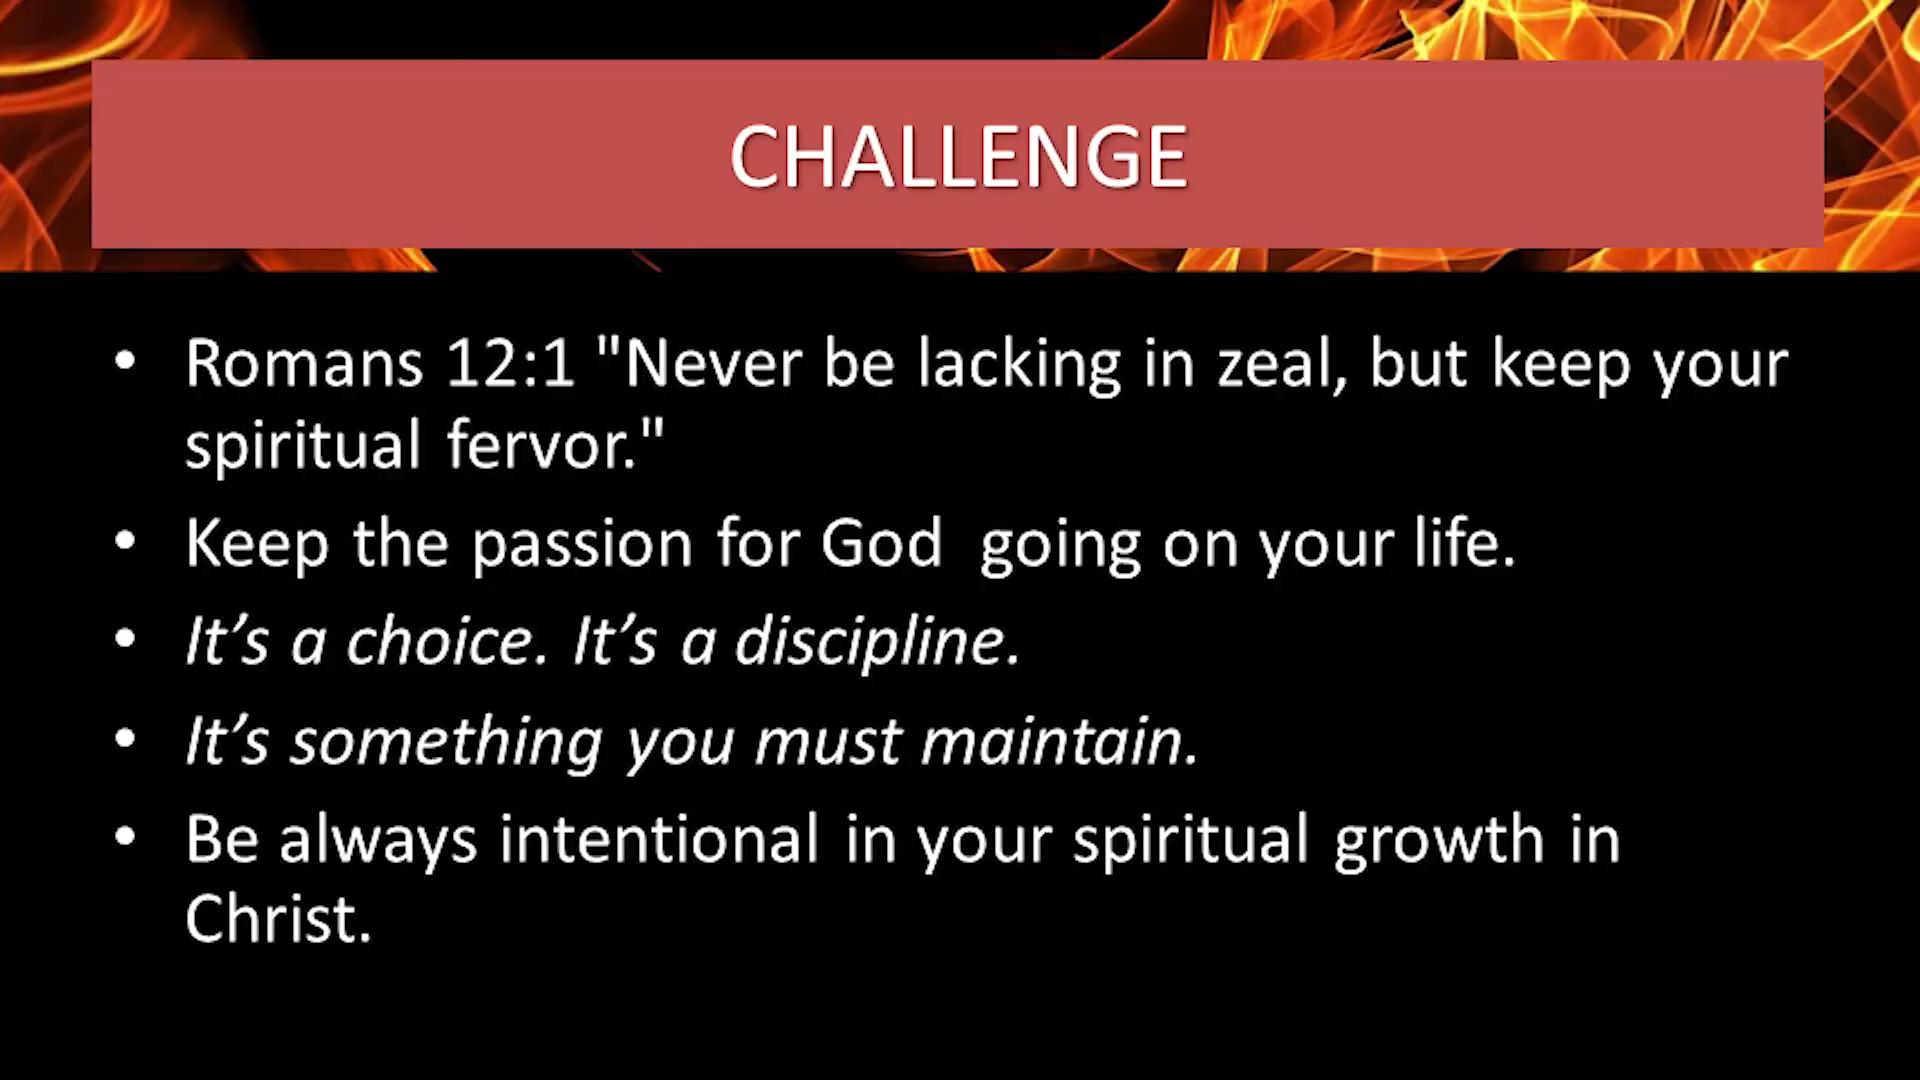 CHALLENGE
• Romans 12:1 "Never be lacking in zeal, but keep your
spiritual fervor."
• Keep the passion for God  going on your life.
• It’s a choice. It’s a discipline.
• It’s something you must maintain.
• Be always intentional in your spiritual growth in
Christ.